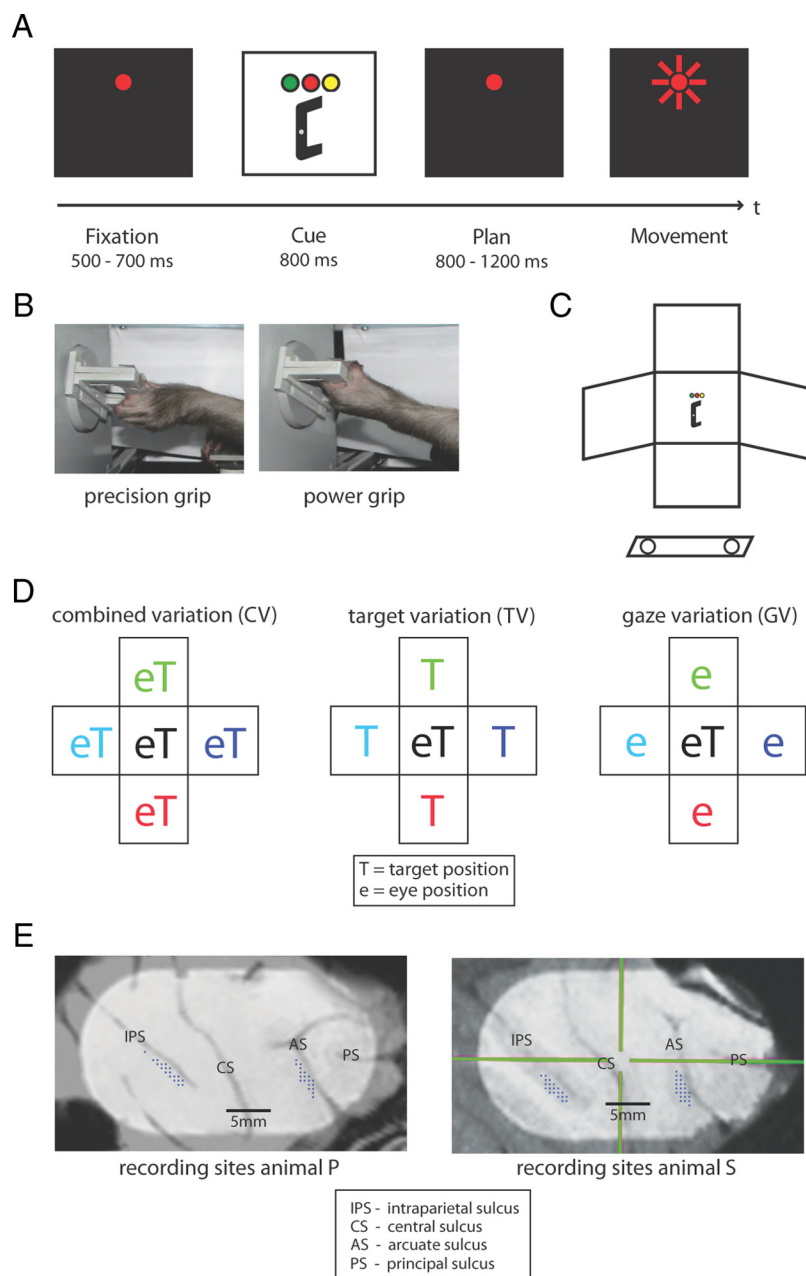 A
t
Fixation
500 - 700 ms
Cue
800 ms
Plan
800 - 1200 ms
Movement
B
precision grip
power grip
C
D
combined variation (CV)
target variation (TV)
gaze variation (GV)
eT
T
e
eT eT eT
T eT T
e eT e
eT
T
e
T = target position
e = eye position
E
IPS
CS
AS
PS
5mm
recording sites animal P
IPS
CS
AS
PS
5mm
recording sites animal S
IPS - intraparietal sulcus
CS - central sulcus
AS - arcuate sulcus
PS - principal sulcus